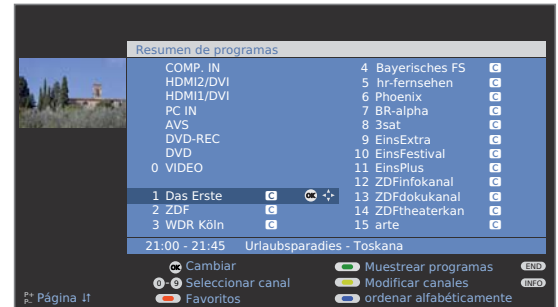 Resumen de programas
COMP. IN
HDMI2/DVI
HDMI1/DVI
PC IN
AVS
DVD-REC
DVD
0 VIDEO
1 Das Erste C OK
2 ZDF C
3 WDR Köln C
4 Bayerisches FS C
5 hr-fernsehen C
6 Phoenix C
7 BR-alpha C
8 3sat C
9 EinsExtra C
10 EinsFestival C
11 EinsPlus C
12 ZDFinfokanal C
13 ZDFdokukanal C
14 ZDFtheaterkan C
15 arte C
21:00 - 21:45 Urlaubsparadies - Toskana
OK Cambiar
0-9 Seleccionar canal
P+ P- Página
Favoritos
Muestrear programas END
Modificar canales INFO
ordenar alfabéticamente